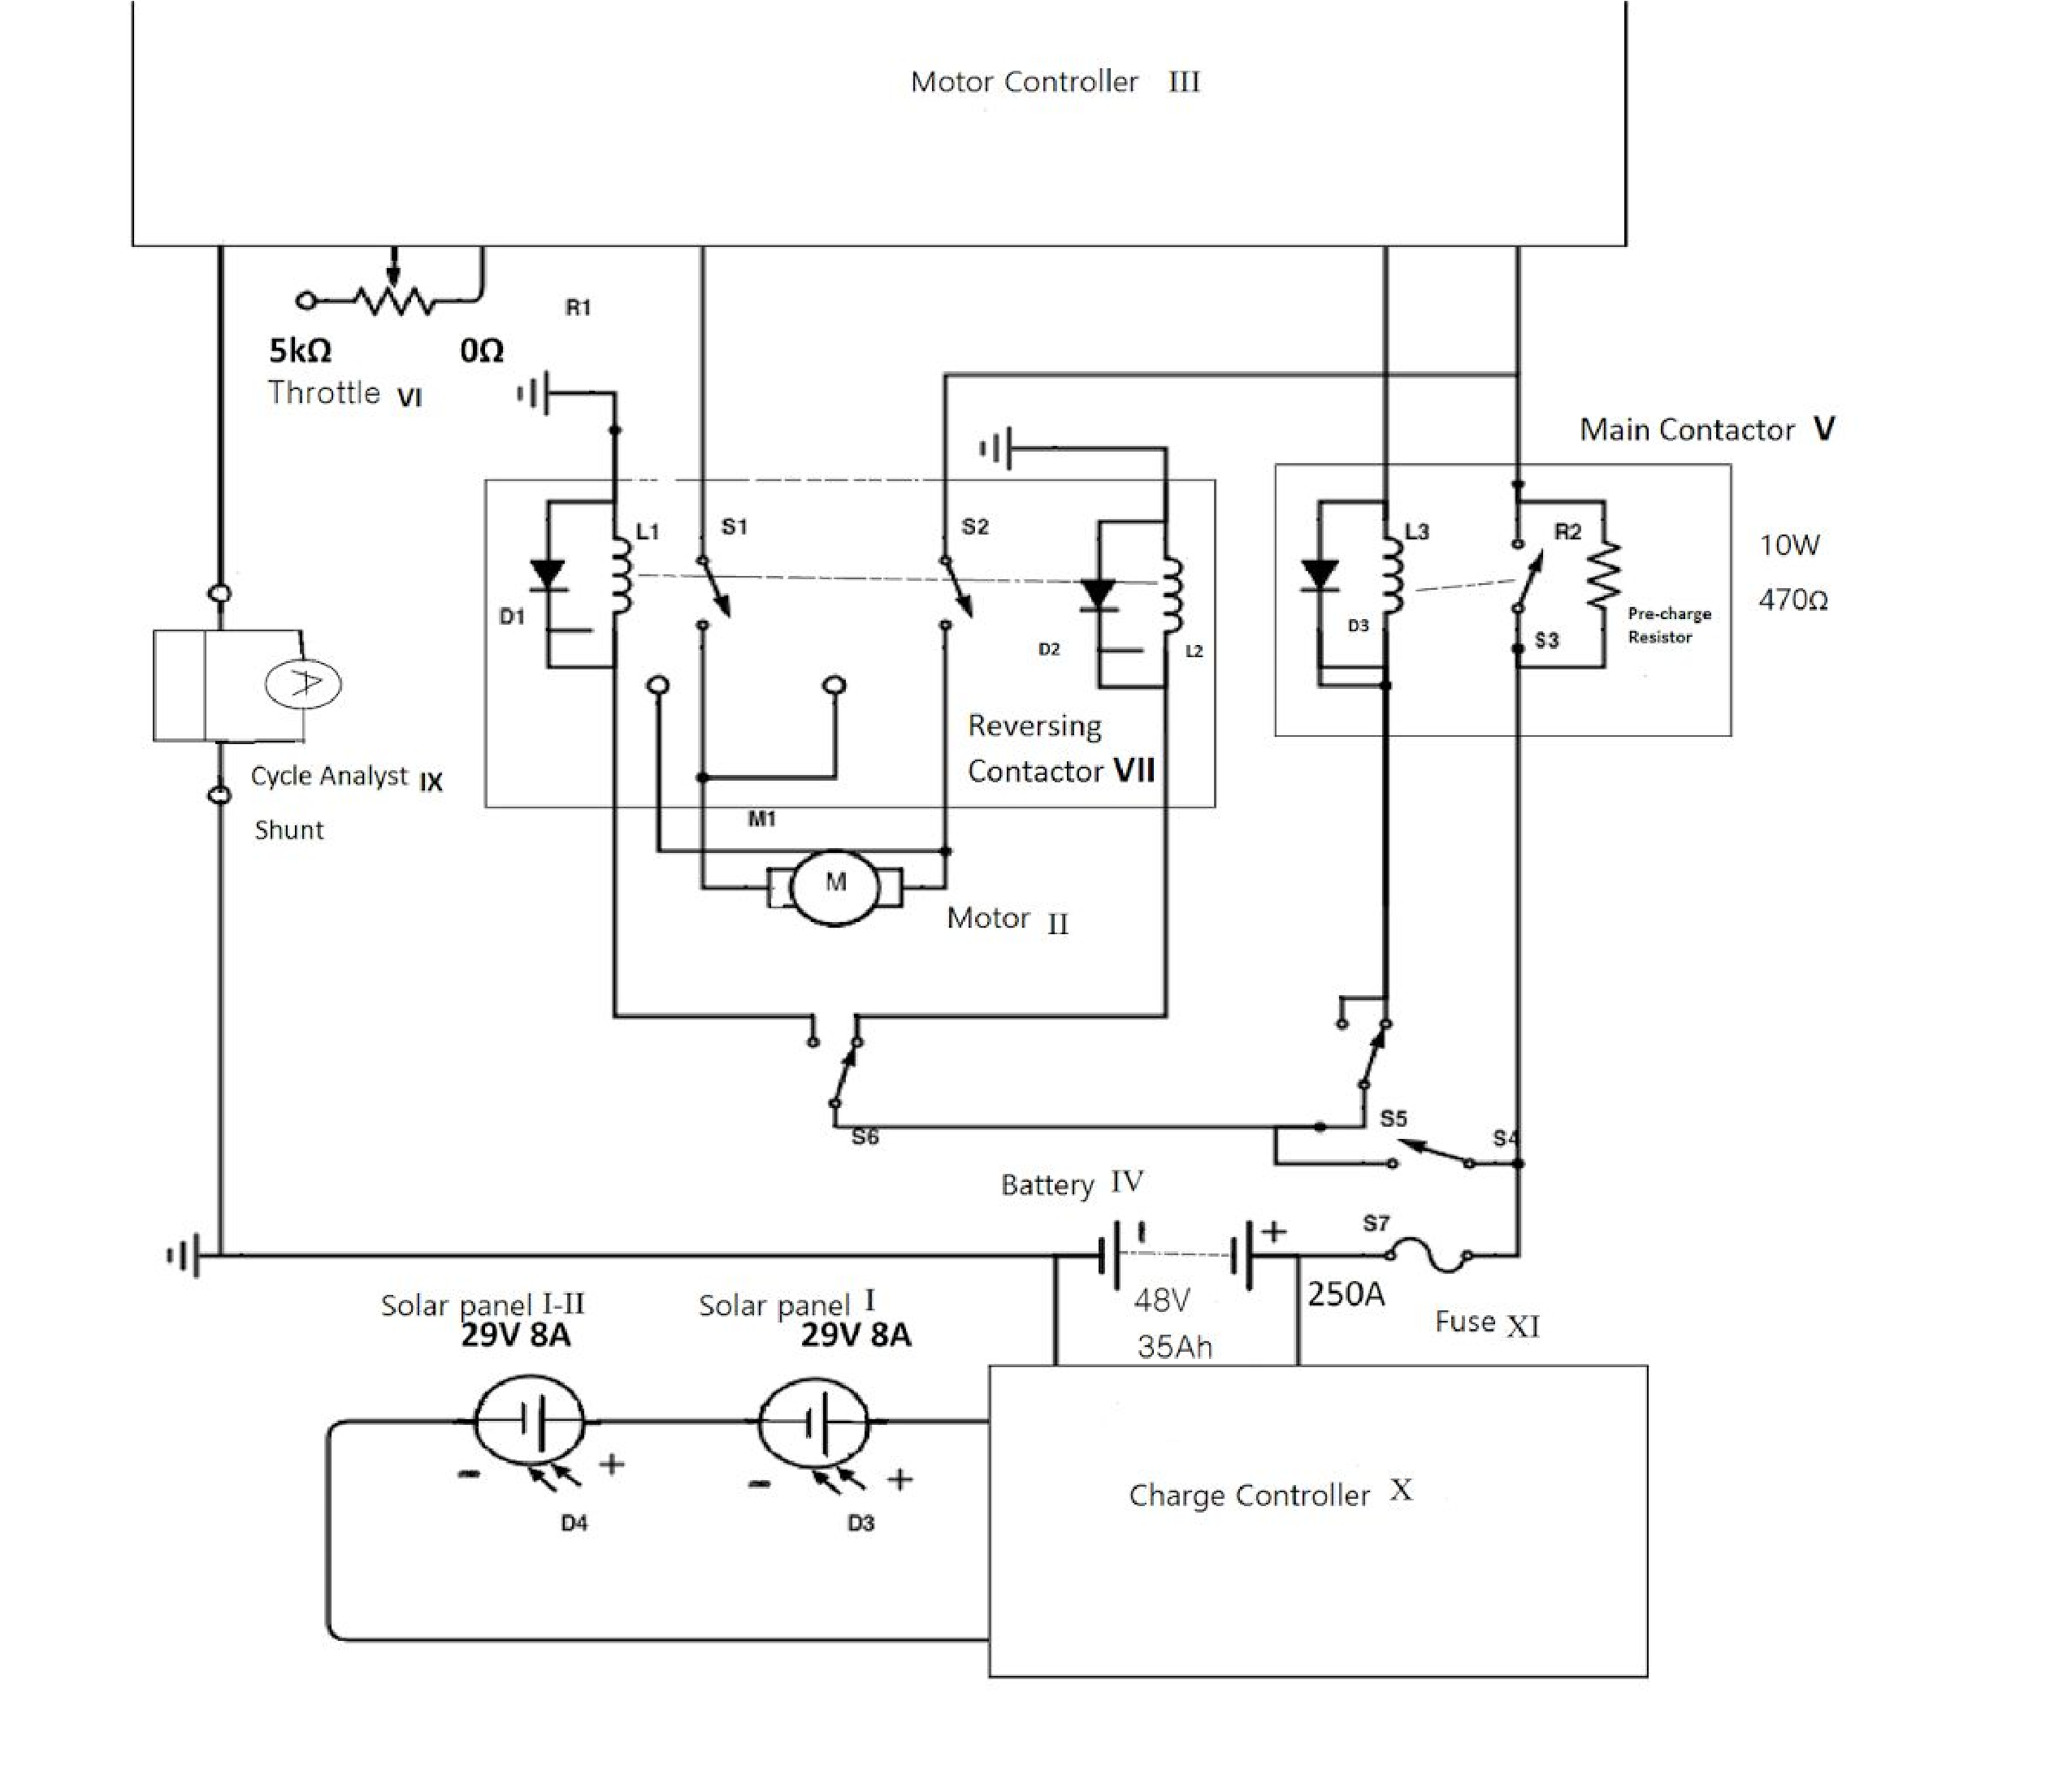 Motor Controller III
R1
5kΩ 0Ω
Throttle VI
Main Contactor V
L1 S1 S2 L3 R2
10W
470Ω
D1 D2 L2 D3 S3
Pre-charge
Resistor
A
Reversing
Contactor VII
Cycle Analyst IX
Shunt
M1
M
Motor II
S6 S5 S4
Battery IV
- +
S7
48V
35Ah
250A
Fuse XI
Solar panel I-II
29V 8A
Solar panel I
29V 8A
- +
- +
D4 D3
Charge Controller X